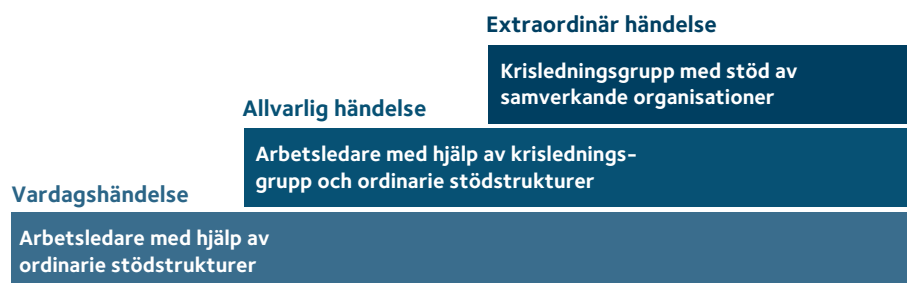 Extraordinär händelse
Krisledningsgrupp med stöd av
samverkande organisationer
Allvarlig händelse
Arbetsledare med hjälp av krislednings-
grupp och ordinarie stödstrukturer
Vardagshändelse
Arbetsledare med hjälp av
ordinarie stödstrukturer